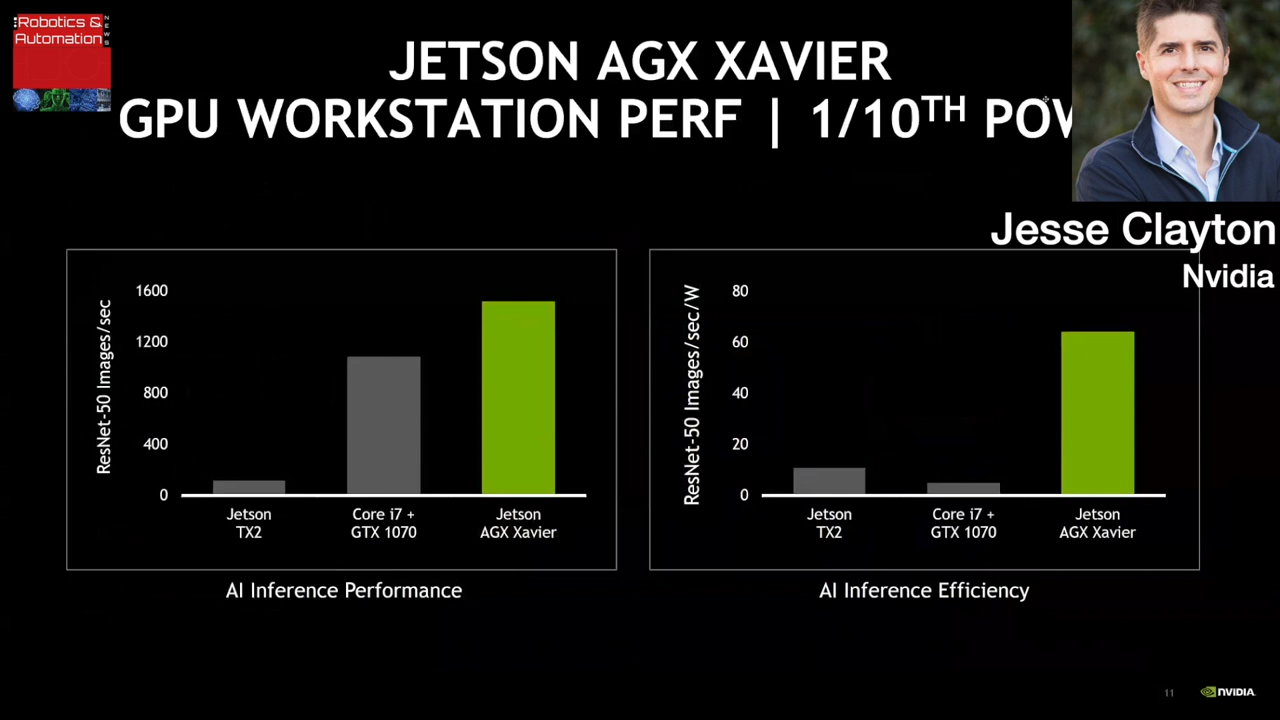 Robotics &
Automation
NEWS
JETSON AGX XAVIER
GPU WORKSTATION PERF | 1/10TH POW
Jesse Clayton
Nvidia
ResNet-50 Images/sec
1600
1200
800
400
0
Jetson
TX2
Core i7 +
GTX 1070
Jetson
AGX Xavier
AI Inference Performance
ResNet-50 Images/sec/W
80
60
40
20
0
Jetson
TX2
Core i7 +
GTX 1070
Jetson
AGX Xavier
AI Inference Efficiency
11
NVIDIA.